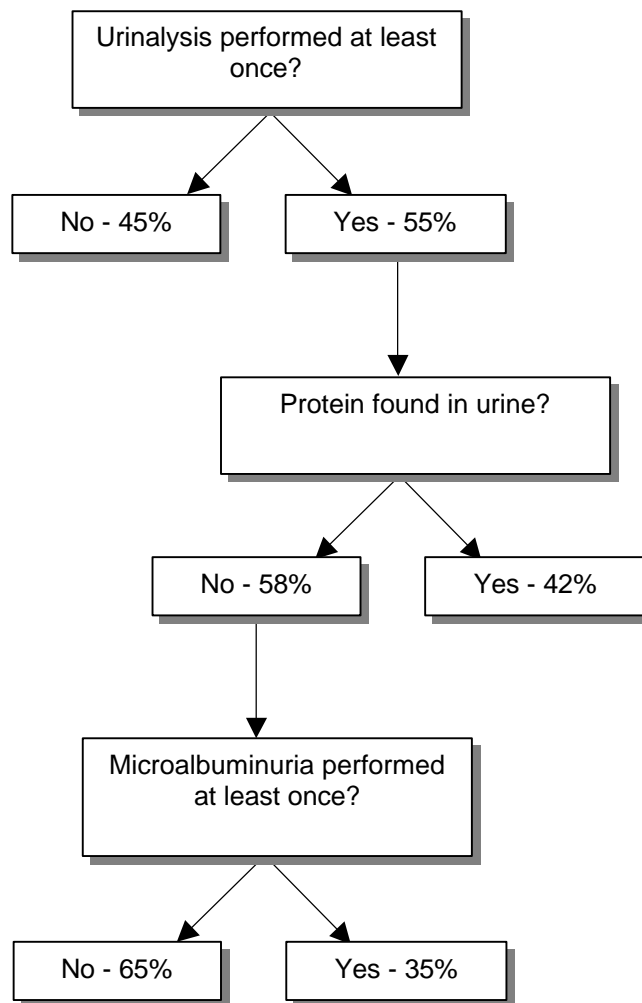 Urinalysis performed at least
once?
No - 45%
Yes - 55%
Protein found in urine?
No - 58%
Yes - 42%
Microalbuminuria performed
at least once?
No - 65%
Yes - 35%